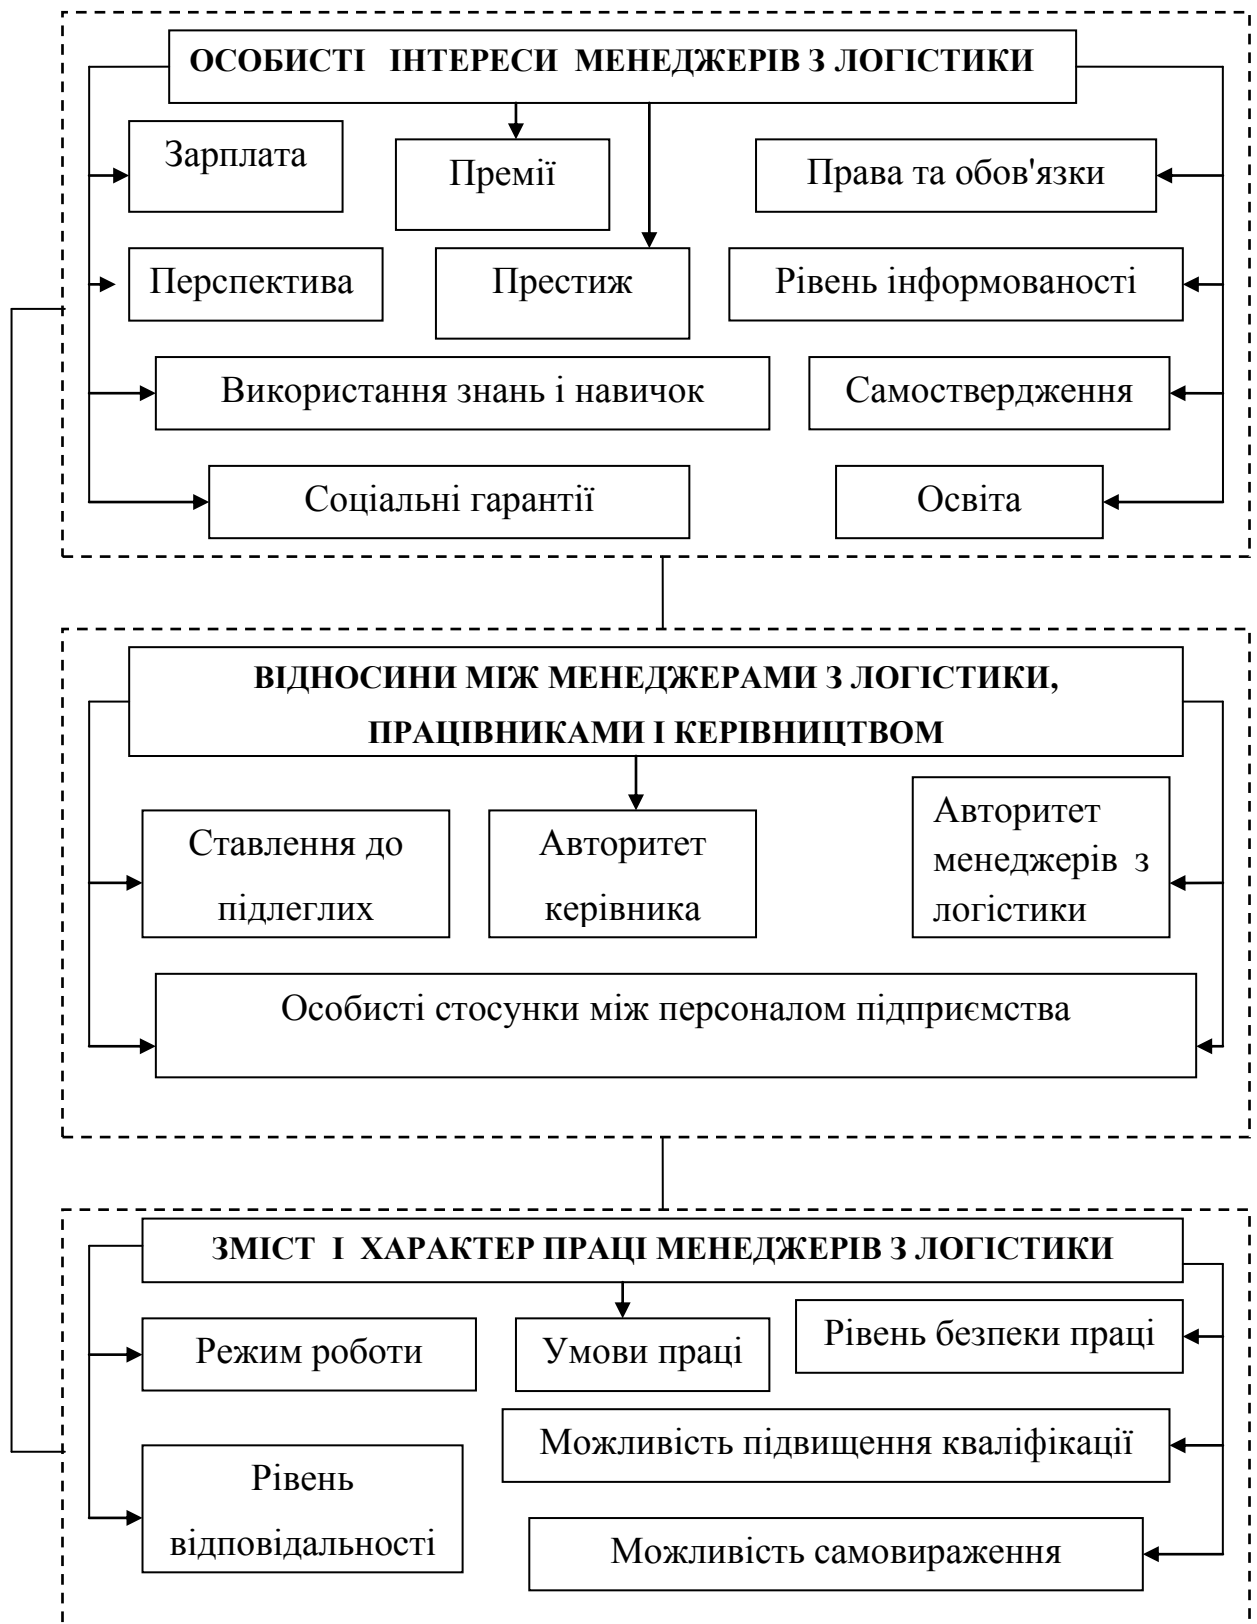 ОСОБИСТІ ІНТЕРЕСИ МЕНЕДЖЕРІВ З ЛОГІСТИКИ
Зарплата
Премії
Права та обов'язки
Перспектива
Престиж
Рівень інформованості
Використання знань і навичок
Самоствердження
Соціальні гарантії
Освіта
ВІДНОСИНИ МІЖ МЕНЕДЖЕРАМИ З ЛОГІСТИКИ,
ПРАЦІВНИКАМИ І КЕРІВНИЦТВОМ
Ставлення до
підлеглих
Авторитет
керівника
Авторитет
менеджерів з
логістики
Особисті стосунки між персоналом підприємства
ЗМІСТ І ХАРАКТЕР ПРАЦІ МЕНЕДЖЕРІВ З ЛОГІСТИКИ
Режим роботи
Умови праці
Рівень безпеки праці
Можливість підвищення кваліфікації
Рівень
відповідальності
Можливість самовираження